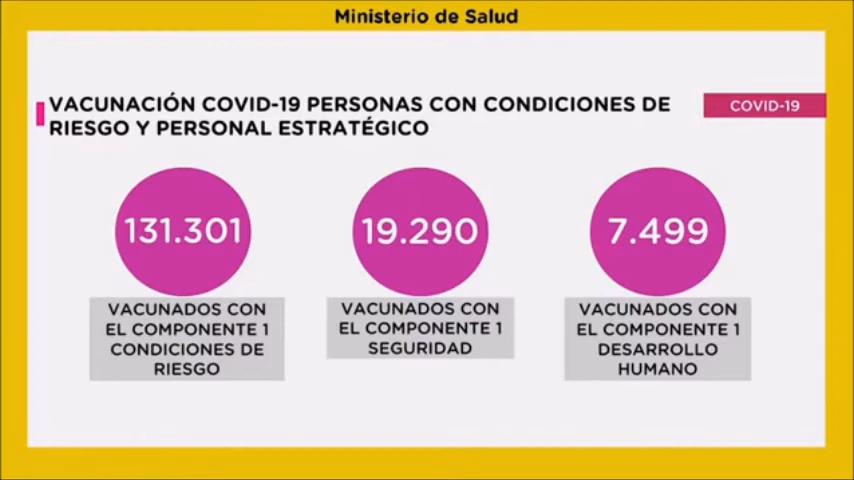 Ministerio de Salud
VACUNACIÓN COVID-19 PERSONAS CON CONDICIONES DE
RIESGO Y PERSONAL ESTRATÉGICO
COVID-19
131.301
VACUNADOS CON
EL COMPONENTE 1
CONDICIONES DE
RIESGO
19.290
VACUNADOS CON
EL COMPONENTE 1
SEGURIDAD
7.499
VACUNADOS CON
EL COMPONENTE 1
DESARROLLO
HUMANO